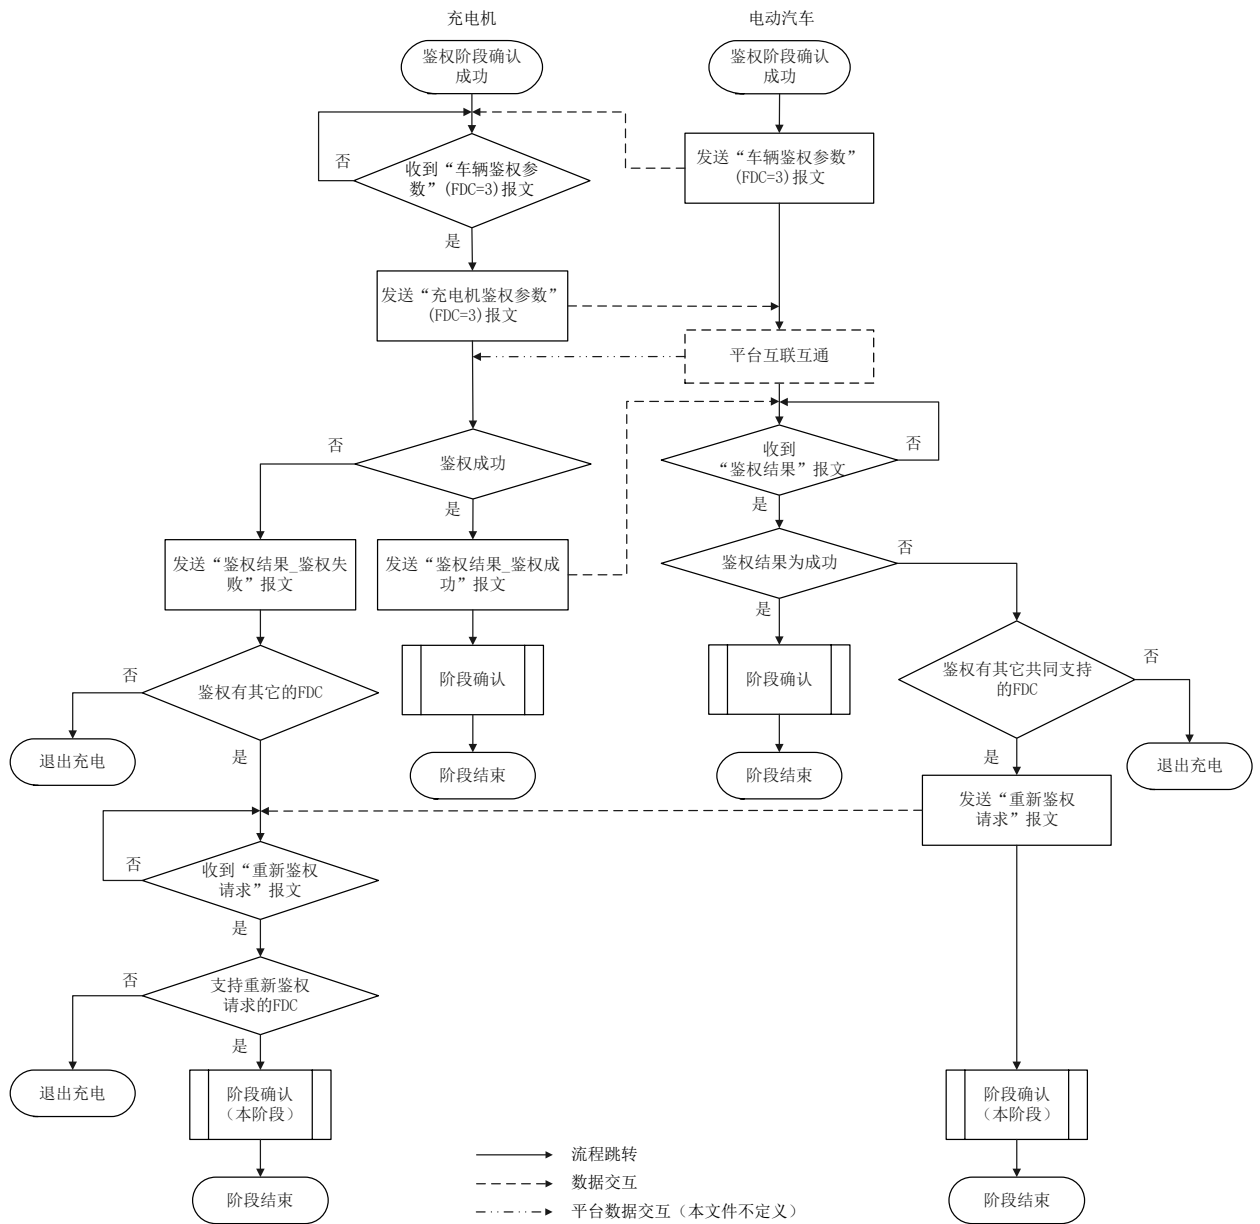 充电机
电动汽车
鉴权阶段确认
成功
鉴权阶段确认
成功
否
收到“车辆鉴权参
数”(FDC=3)报文
发送“车辆鉴权参数”
(FDC=3)报文
是
发送“充电机鉴权参数”
(FDC=3)报文
平台互联互通
否
鉴权成功
收到
“鉴权结果”报文
否
是
是
发送“鉴权结果_鉴权失
败”报文
发送“鉴权结果_鉴权成
功”报文
鉴权结果为成功
否
是
否
鉴权有其它的FDC
阶段确认
阶段确认
鉴权有其它共同支持
的FDC
否
退出充电
是
阶段结束
阶段结束
是
退出充电
发送“重新鉴权
请求”报文
否
收到“重新鉴权
请求”报文
是
否
支持重新鉴权
请求的FDC
是
退出充电
阶段确认
（本阶段）
阶段确认
（本阶段）
流程跳转
数据交互
平台数据交互（本文件不定义）
阶段结束
阶段结束